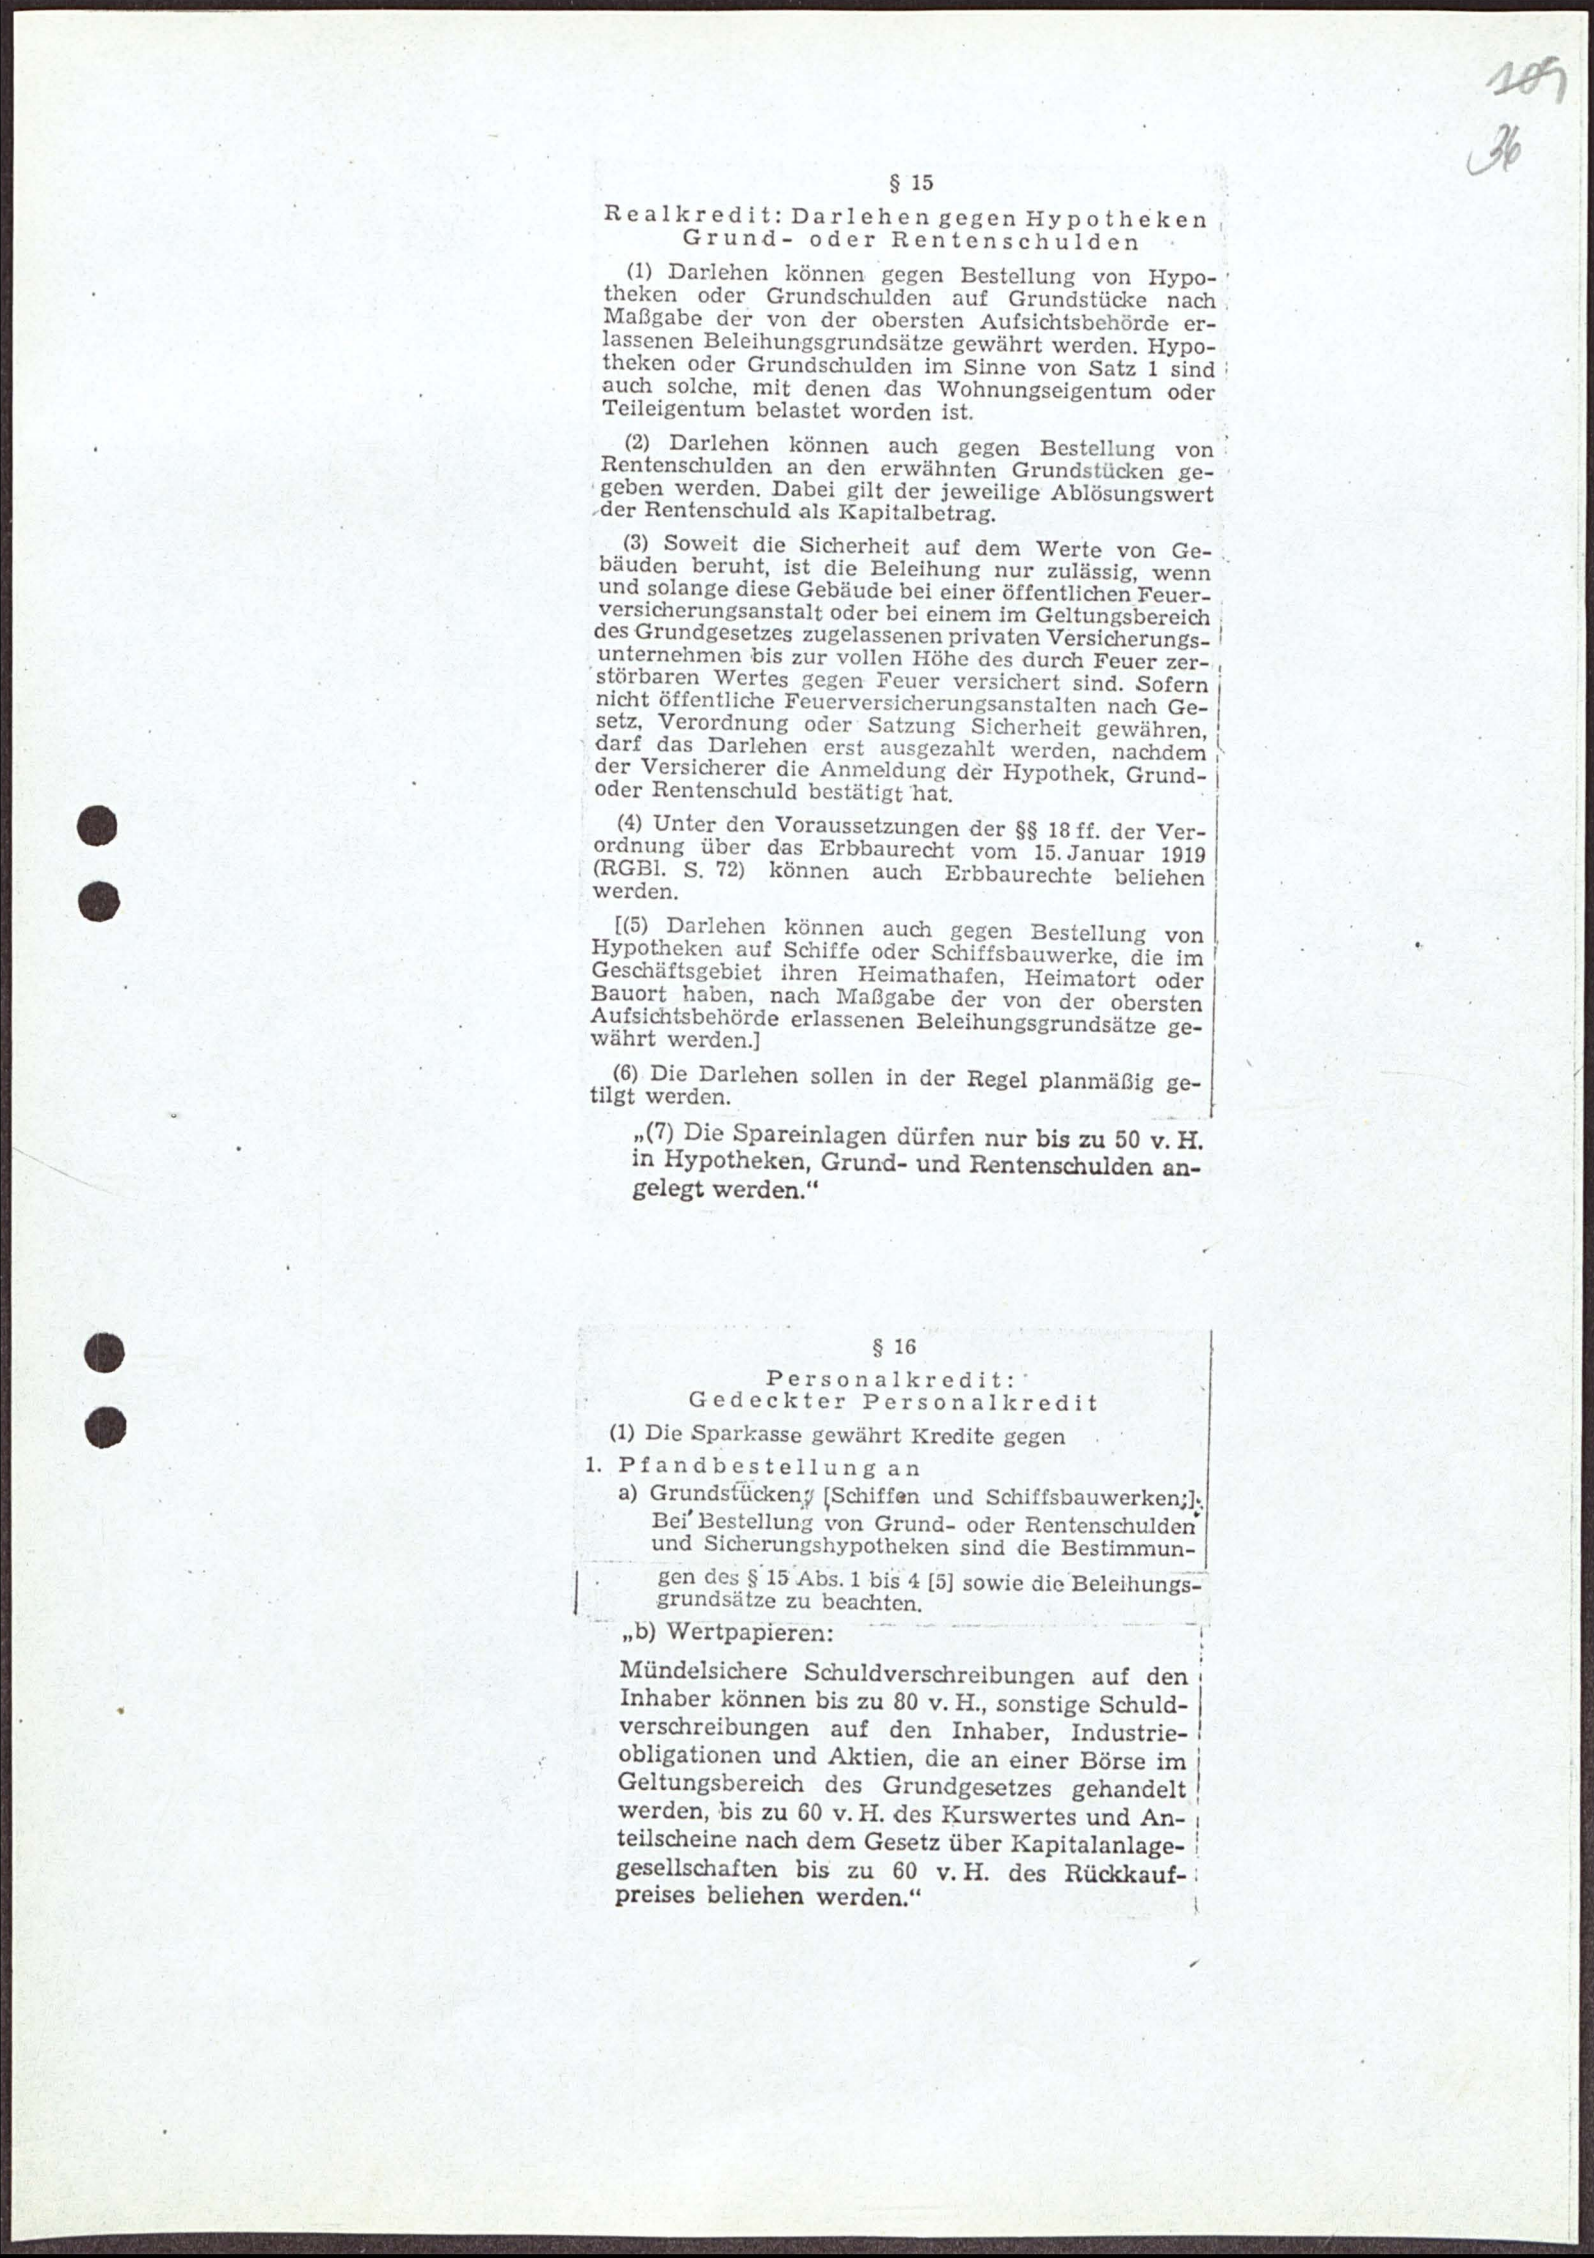 109
36
§ 15
Realkredit: Darlehen gegen Hypotheken
Grund- oder Rentenschulden
(1) Darlehen können gegen Bestellung von Hypo-
theken oder Grundschulden auf Grundstücke nach
Maßgabe der von der obersten Aufsichtsbehörde er-
lassenen Beleihungsgrundsätze gewährt werden. Hypo-
theken oder Grundschulden im Sinne von Satz 1 sind
auch solche, mit denen das Wohnungseigentum oder
Teileigentum belastet worden ist.
(2) Darlehen können auch gegen Bestellung von
Rentenschulden an den erwähnten Grundstücken ge-
geben werden. Dabei gilt der jeweilige Ablösungswert
der Rentenschuld als Kapitalbetrag.
(3) Soweit die Sicherheit auf dem Werte von Ge-
bäuden beruht, ist die Beleihung nur zulässig, wenn
und solange diese Gebäude bei einer öffentlichen Feuer-
versicherungsanstalt oder bei einem im Geltungsbereich
des Grundgesetzes zugelassenen privaten Versicherungs-
unternehmen bis zur vollen Höhe des durch Feuer zer-
störbaren Wertes gegen Feuer versichert sind. Sofern
nicht öffentliche Feuerversicherungsanstalten nach Ge-
setz, Verordnung oder Satzung Sicherheit gewähren,
darf das Darlehen erst ausgezahlt werden, nachdem
der Versicherer die Anmeldung der Hypothek, Grund-
oder Rentenschuld bestätigt hat.
(4) Unter den Voraussetzungen der §§ 18 ff. der Ver-
ordnung über das Erbbaurecht vom 15. Januar 1919
(RGBl. S. 72) können auch Erbbaurechte beliehen
werden.
[(5) Darlehen können auch gegen Bestellung von
Hypotheken auf Schiffe oder Schiffsbauwerke, die im
Geschäftsgebiet ihren Heimathafen, Heimatort oder
Bauort haben, nach Maßgabe der von der obersten
Aufsichtsbehörde erlassenen Beleihungsgrundsätze ge-
währt werden.]
(6) Die Darlehen sollen in der Regel planmäßig ge-
tilgt werden.
„(7) Die Spareinlagen dürfen nur bis zu 50 v. H.
in Hypotheken, Grund- und Rentenschulden an-
gelegt werden.“
§ 16
Personalkredit:
Gedeckter Personalkredit
(1) Die Sparkasse gewährt Kredite gegen
1. Pfandbestellung an
a) Grundstücken; [Schiffen und Schiffsbauwerken;].
Bei Bestellung von Grund- oder Rentenschulden
und Sicherungshypotheken sind die Bestimmun-
gen des § 15 Abs. 1 bis 4 [5] sowie die Beleihungs-
grundsätze zu beachten.
„b) Wertpapieren:
Mündelsichere Schuldverschreibungen auf den
Inhaber können bis zu 80 v. H., sonstige Schuld-
verschreibungen auf den Inhaber, Industrie-
obligationen und Aktien, die an einer Börse im
Geltungsbereich des Grundgesetzes gehandelt
werden, bis zu 60 v. H. des Kurswertes und An-
teilscheine nach dem Gesetz über Kapitalanlage-
gesellschaften bis zu 60 v. H. des Rückkauf-
preises beliehen werden.“